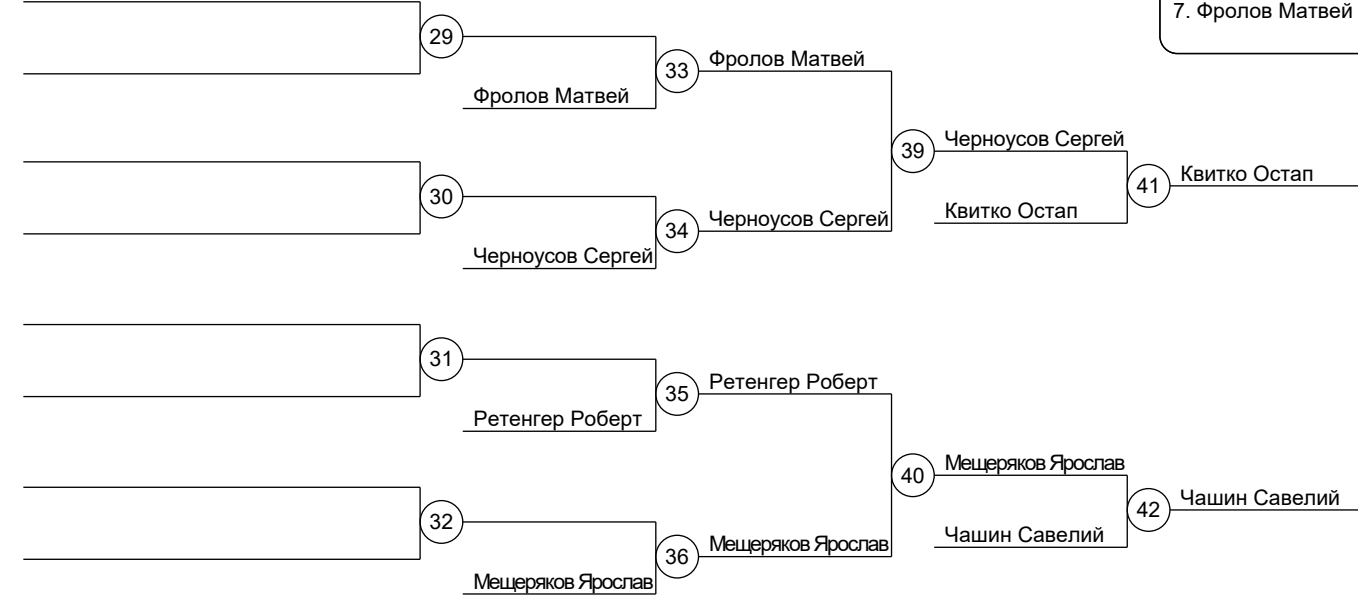 7. Фролов Матвей
29
33
Фролов Матвей
Фролов Матвей
39
Черноусов Сергей
41
Квитко Остап
30
34
Черноусов Сергей
Квитко Остап
Черноусов Сергей
31
35
Ретенгер Роберт
Ретенгер Роберт
40
Мещеряков Ярослав
42
Чашин Савелий
32
36
Мещеряков Ярослав
Чашин Савелий
Мещеряков Ярослав